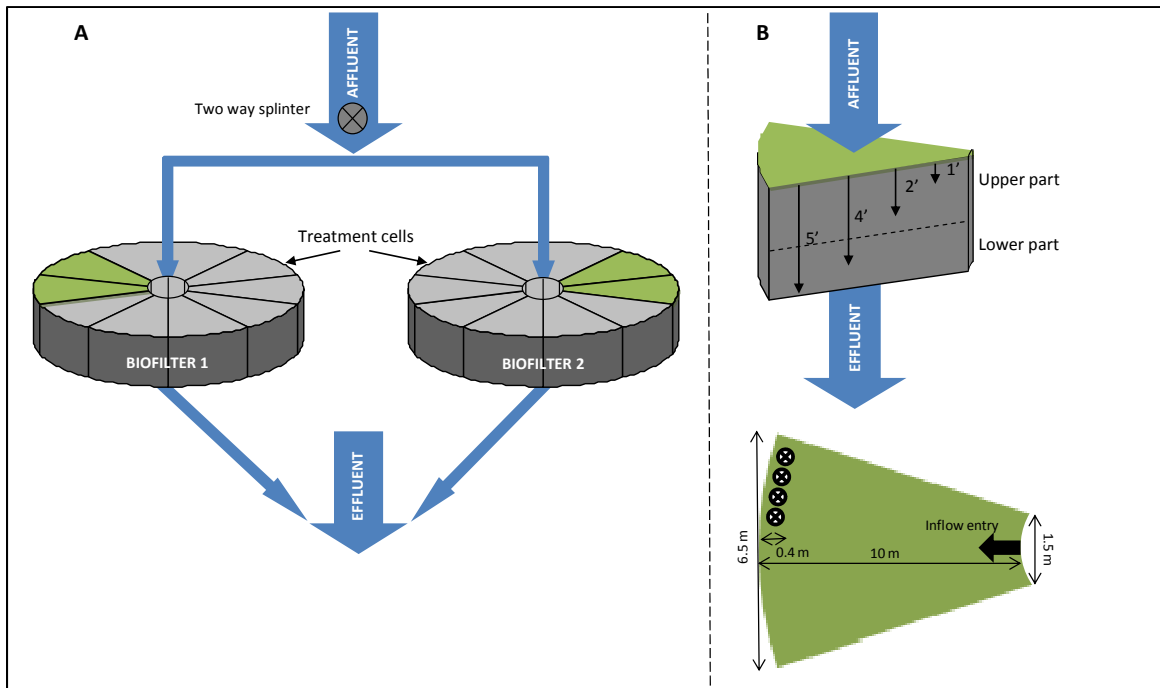 A
AFFLUENT
Two way splinter
Treatment cells
BIOFILTER 1
BIOFILTER 2
EFFLUENT
B
AFFLUENT
1'
2'
4'
5'
Upper part
Lower part
EFFLUENT
Inflow entry
6.5 m
0.4 m
10 m
1.5 m